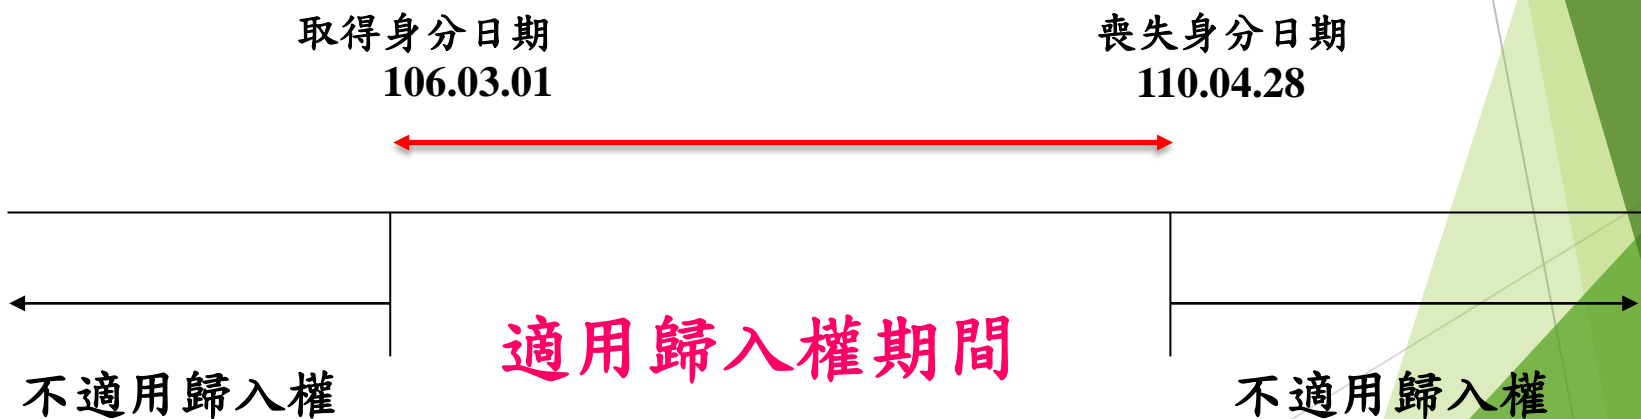 取得身分日期
106.03.01
喪失身分日期
110.04.28
適用歸入權期間
不適用歸入權
不適用歸入權